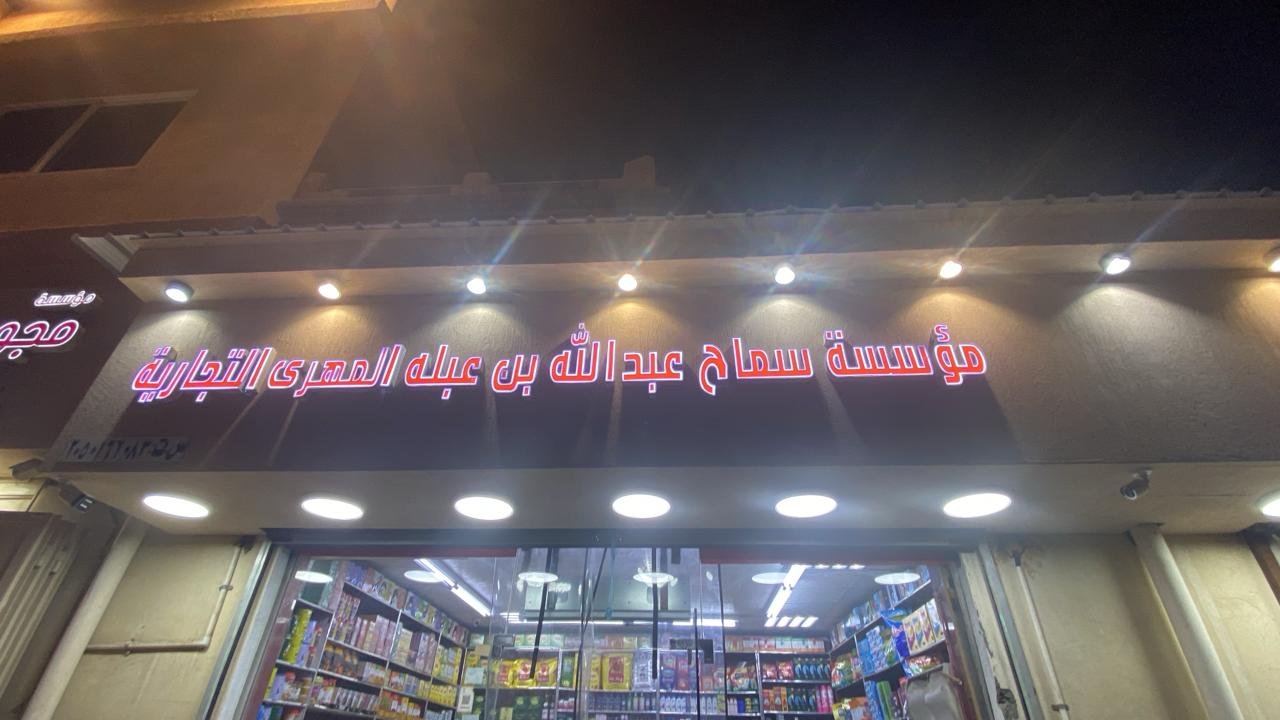 مؤسسة سماح عبدالله بن عبله المهرى التجارية
مؤسسة